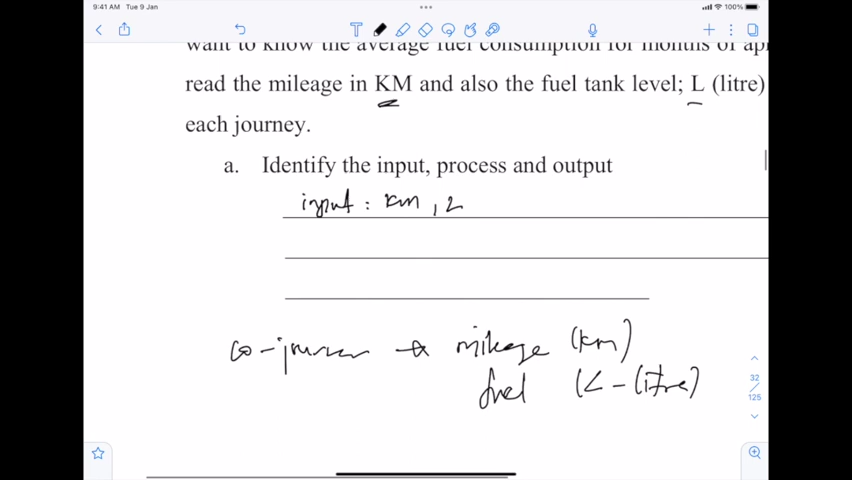 9:41 AM Tue 9 Jan
100%
want to know the average fuel consumption for months of ap
read the mileage in KM and also the fuel tank level; L (litre)
each journey.
a. Identify the input, process and output
input : km , L
→ mileage (km)
fuel (L - litre)
32
125